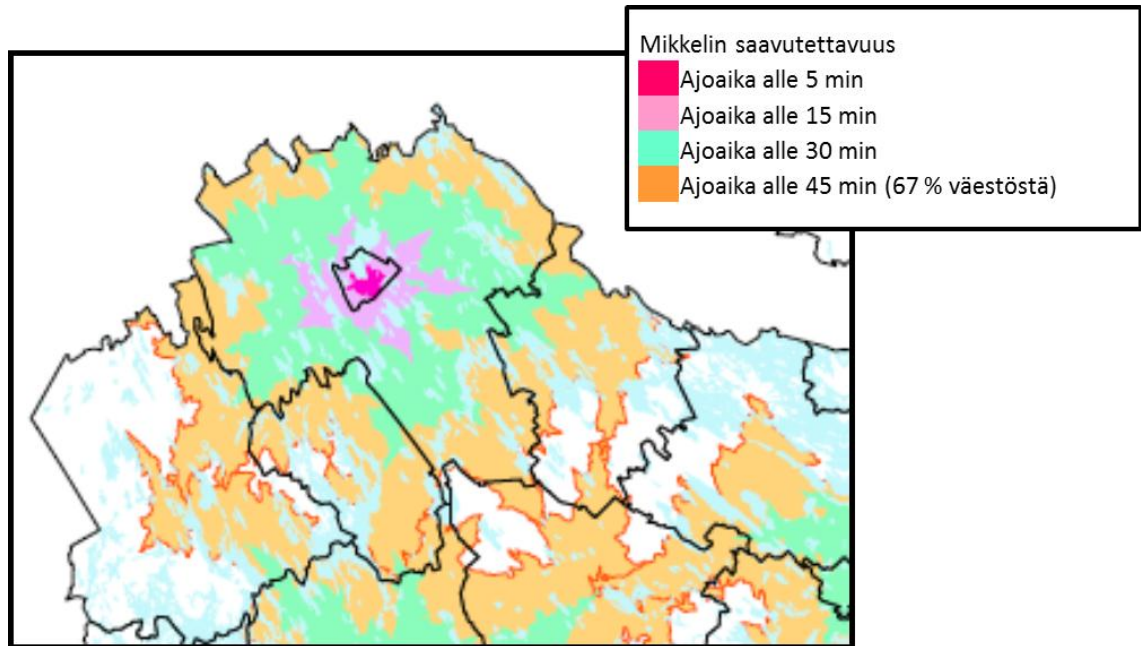 Mikkelin saavutettavuus
Ajoaika alle 5 min
Ajoaika alle 15 min
Ajoaika alle 30 min
Ajoaika alle 45 min (67 % väestöstä)